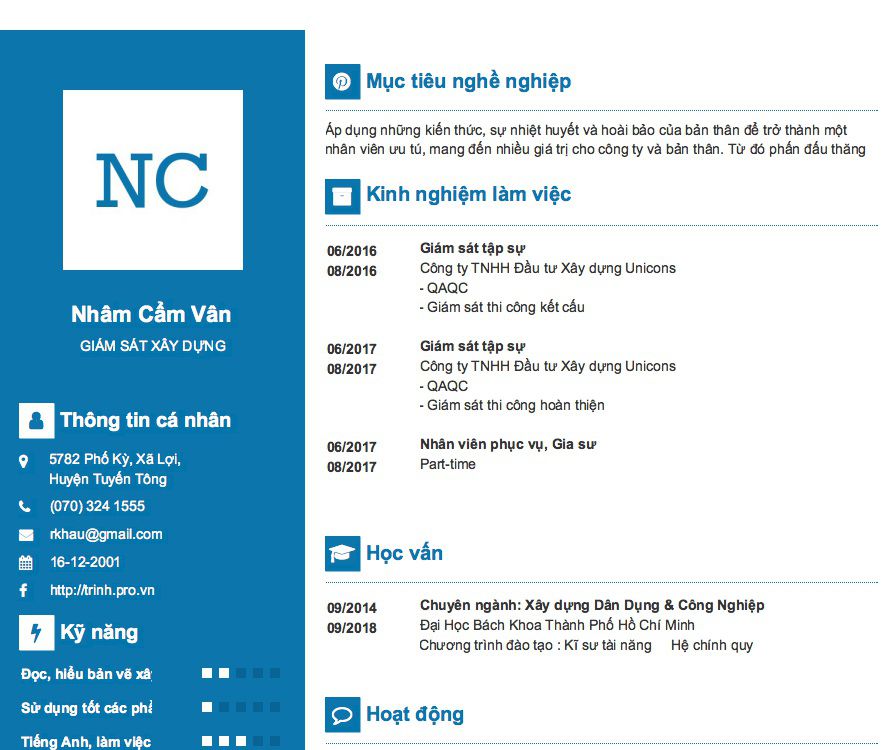 NC
Nhâm Cẩm Vân
GIÁM SÁT XÂY DỰNG
Thông tin cá nhân
5782 Phố Kỳ, Xã Lợi,
Huyện Tuyến Tông
(070) 324 1555
rkhau@gmail.com
16-12-2001
http://trinh.pro.vn
Kỹ năng
Đọc, hiểu bản vẽ
Sử dụng tốt các
Tiếng Anh, làm việc
Mục tiêu nghề nghiệp
Áp dụng những kiến thức, sự nhiệt huyết và hoài bảo của bản thân để trở thành một
nhân viên ưu tú, mang đến nhiều giá trị cho công ty và bản thân. Từ đó phấn đấu thăng
Kinh nghiệm làm việc
06/2016
08/2016
Giám sát tập sự
Công ty TNHH Đầu tư Xây dựng Unicons
- QAQC
- Giám sát thi công kết cấu
06/2017
08/2017
Giám sát tập sự
Công ty TNHH Đầu tư Xây dựng Unicons
- QAQC
- Giám sát thi công hoàn thiện
06/2017
08/2017
Nhân viên phục vụ, Gia sư
Part-time
Học vấn
09/2014
09/2018
Chuyên ngành: Xây dựng Dân Dụng & Công Nghiệp
Đại Học Bách Khoa Thành Phố Hồ Chí Minh
Chương trình đào tạo : Kĩ sư tài năng Hệ chính quy
Hoạt động